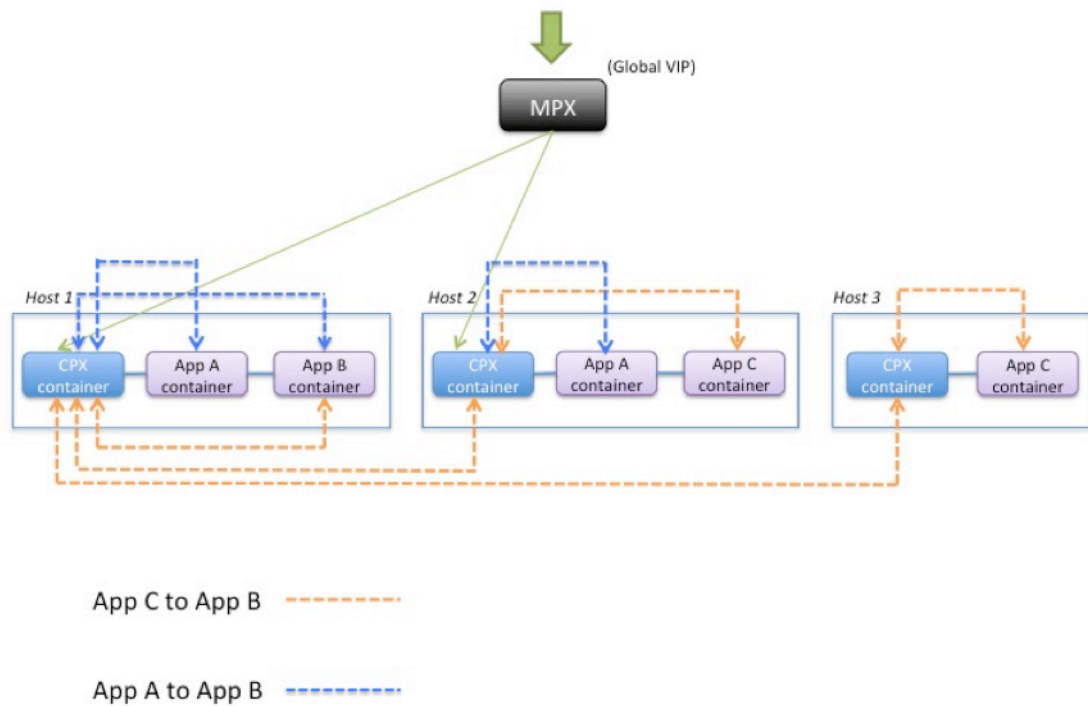 (Global VIP)
MPX
Host 1
Host 2
Host 3
CPX
container
App A
container
App B
container
CPX
container
App A
container
App C
container
CPX
container
App C
container
App C to App B
App A to App B